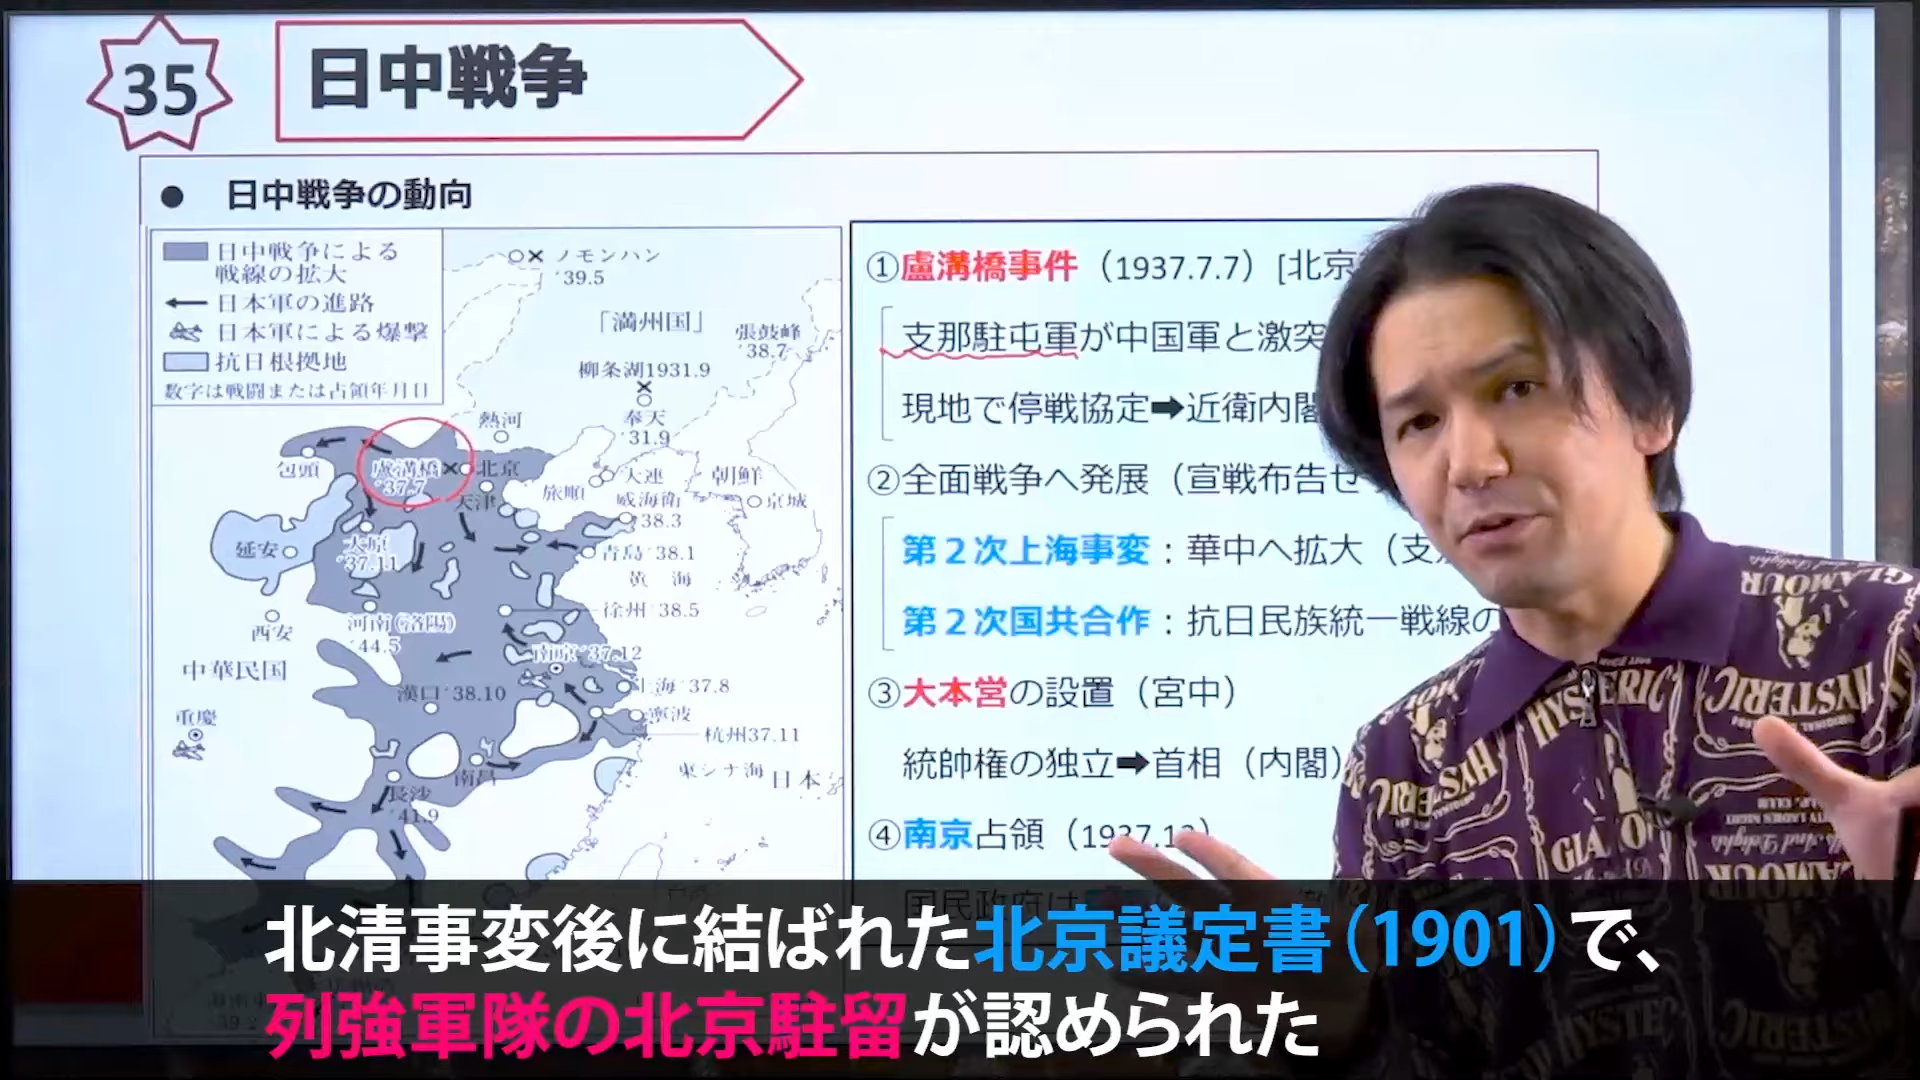 35
日中戦争
● 日中戦争の動向
日中戦争による
戦線の拡大
日本軍の進路
日本軍による爆撃
抗日根拠地
数字は戦闘または占領年月日
ノモンハン
'39.5
「満州国」
張鼓峰
'38.7
柳条湖1931.9
奉天
'31.9
熱河
包頭
盧溝橋
'37.7
北京
天津
大連
旅順
朝鮮
京城
威海衛
'38.3
延安
太原
'37.11
青島 '38.1
黄海
徐州 '38.5
西安
河南(洛陽)
'44.5
中華民国
南京 '37.12
漢口 '38.10
上海 '37.8
重慶
寧波
杭州37.11
東シナ海
日本
南昌
長沙
'41.9
①盧溝橋事件（1937.7.7）[北京
支那駐屯軍が中国軍と激突
現地で停戦協定➡近衛内閣
②全面戦争へ発展（宣戦布告せ
第２次上海事変：華中へ拡大（支
第２次国共合作：抗日民族統一戦線の
③大本営の設置（宮中）
統帥権の独立➡首相（内閣）
④南京占領（1937.12）
国民政府は
北清事変後に結ばれた北京議定書（1901）で、
列強軍隊の北京駐留が認められた
GLAMOUR
HYSTERIC
HYSTERIC
HYSTERIC
GLAMOUR